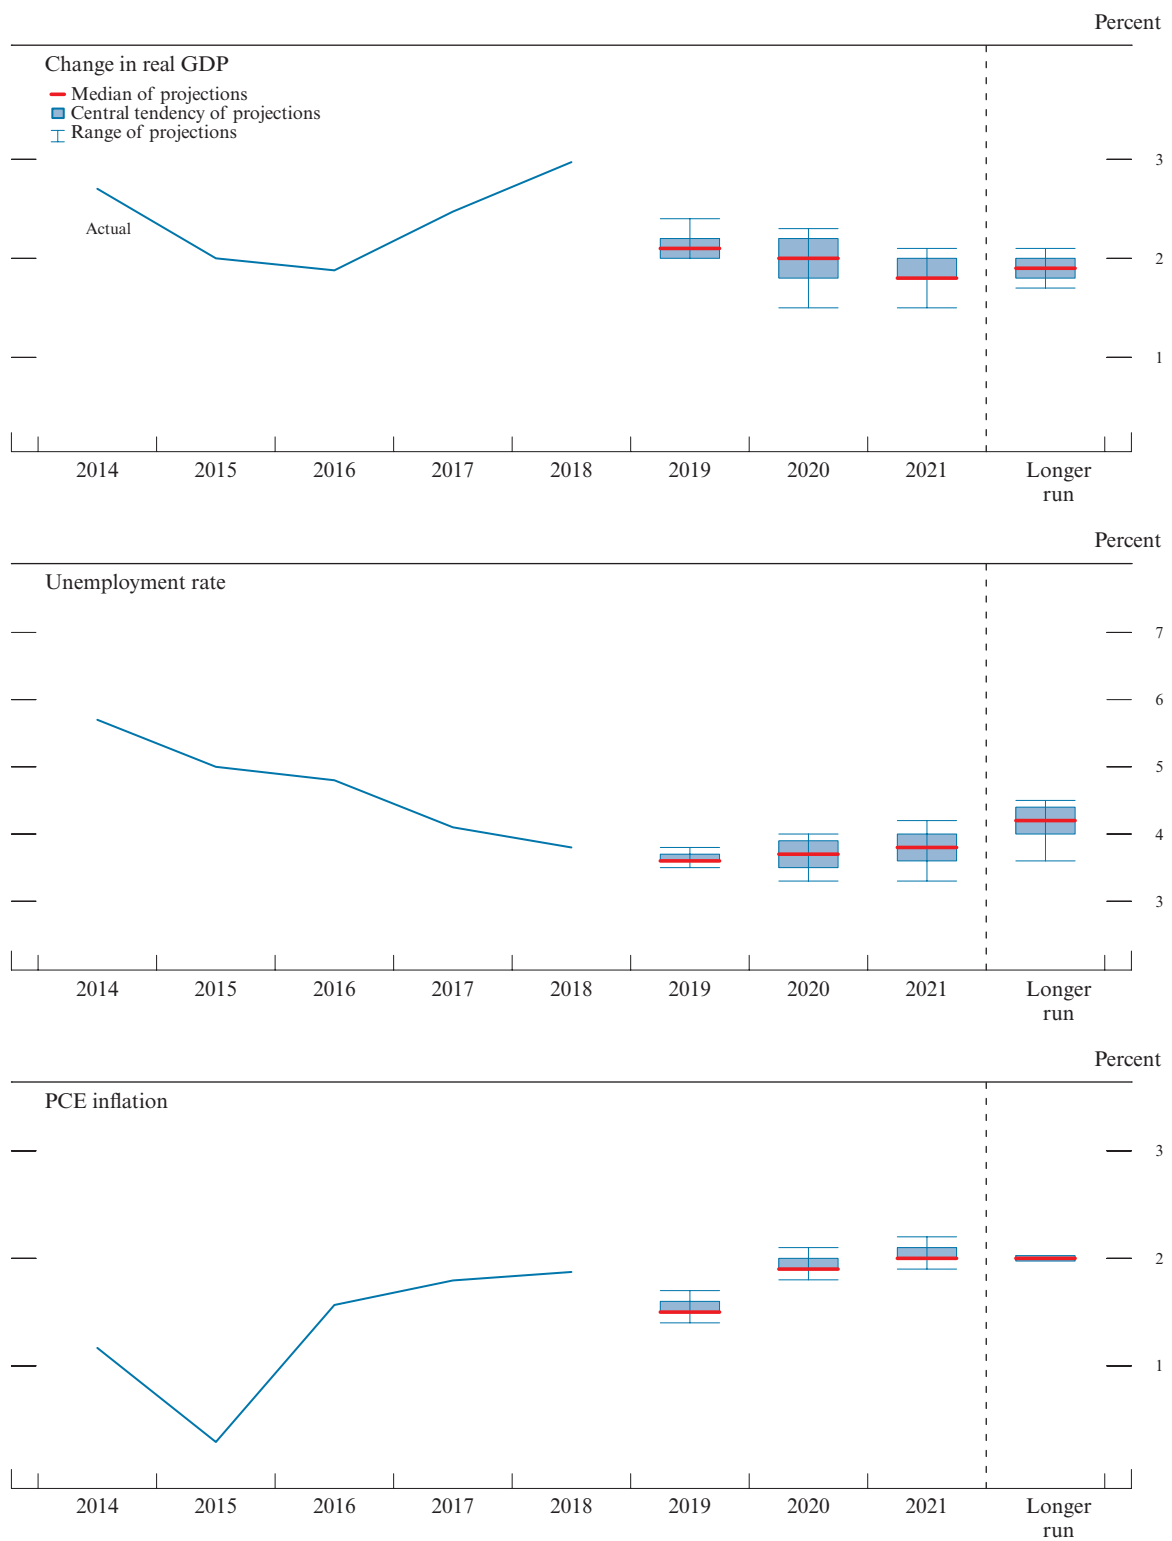 Percent
Change in real GDP
Median of projections
Central tendency of projections
Range of projections
Actual
3
2
1
2014 2015 2016 2017 2018 2019 2020 2021 Longer
run
Percent
Unemployment rate
7
6
5
4
3
2014 2015 2016 2017 2018 2019 2020 2021 Longer
run
Percent
PCE inflation
3
2
1
2014 2015 2016 2017 2018 2019 2020 2021 Longer
run